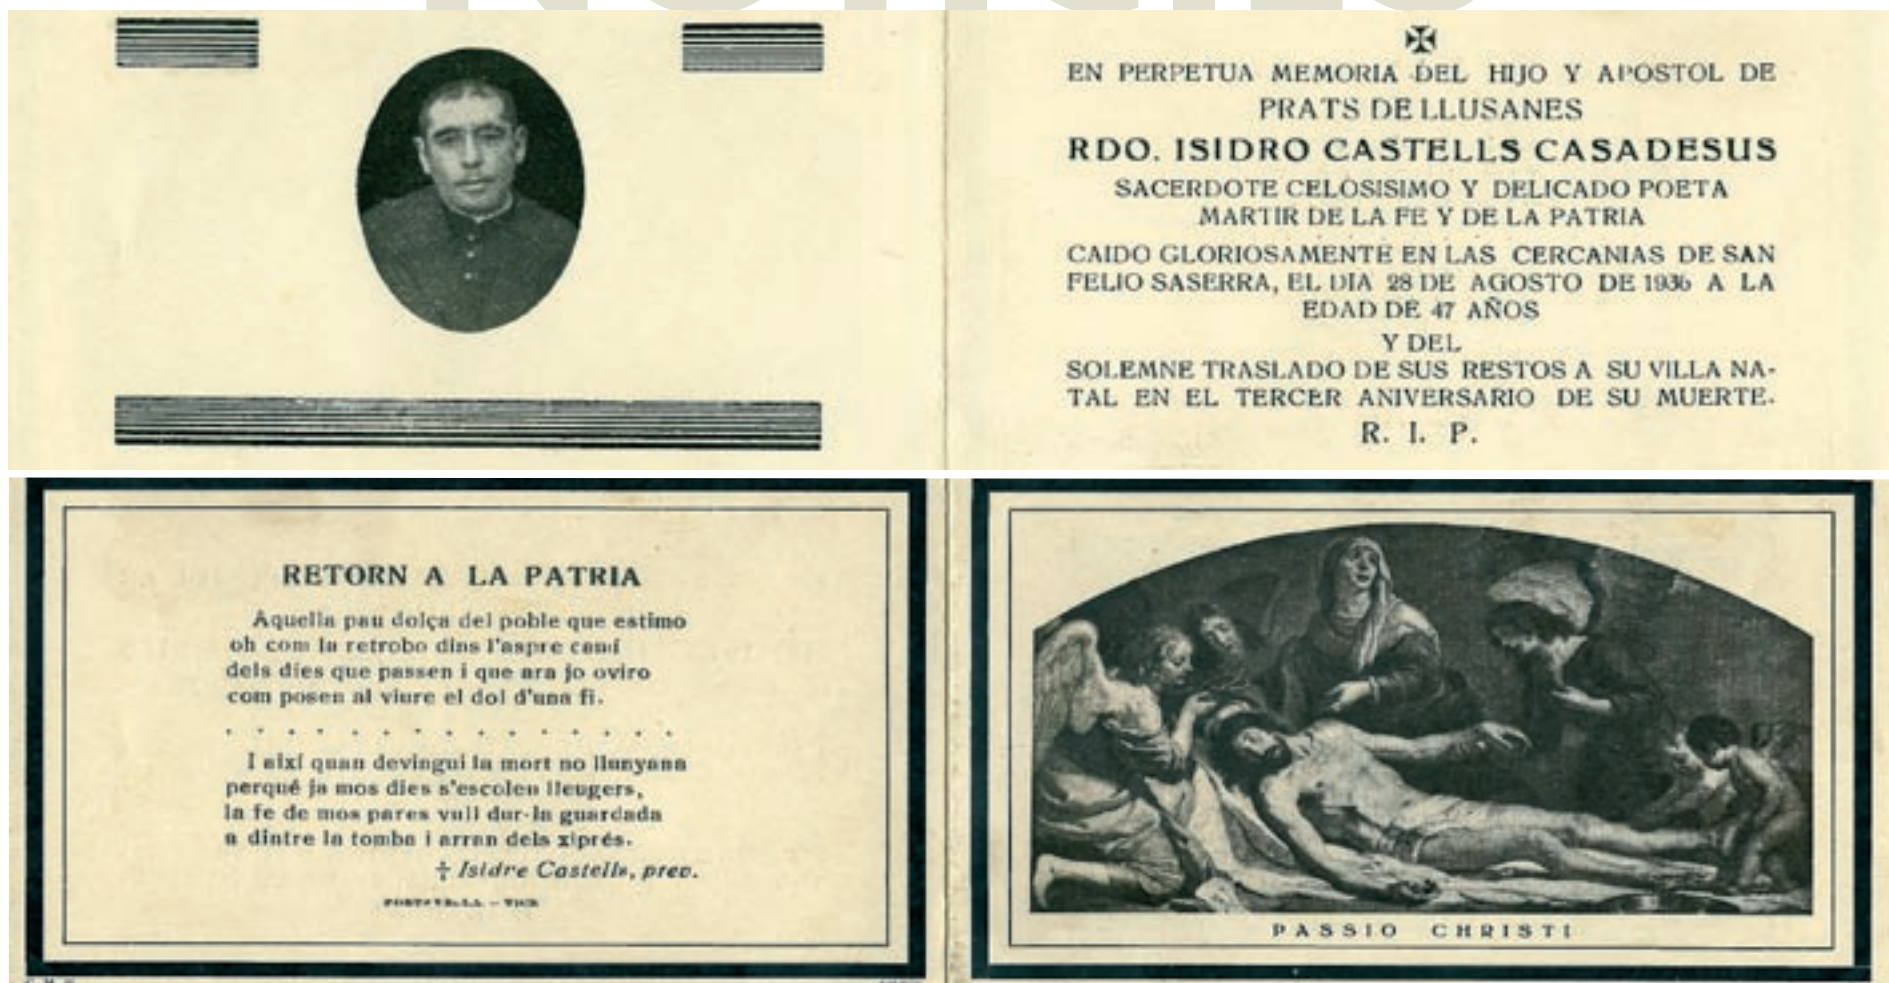 EN PERPETUA MEMORIA DEL HIJO Y APOSTOL DE
PRATS DE LLUSANES
RDO. ISIDRO CASTELLS CASADESUS
SACERDOTE CELOSISIMO Y DELICADO POETA
MARTIR DE LA FE Y DE LA PATRIA
CAIDO GLORIOSAMENTE EN LAS CERCANIAS DE SAN
FELIO SASERRA, EL DIA 28 DE AGOSTO DE 1936 A LA
EDAD DE 47 AÑOS
Y DEL
SOLEMNE TRASLADO DE SUS RESTOS A SU VILLA NA-
TAL EN EL TERCER ANIVERSARIO DE SU MUERTE.
R. I. P.
RETORN A LA PATRIA
Aquella pau dolça del poble que estimo
oh com la retrobo dins l'aspre camí
dels dies que passen i que ara jo oviro
com posen al viure el dol d'una fi.
. . . . . . . . . . . . . . . .
I així quan devingui la mort no llunyana
perqué ja mos dies s'escolen lleugers,
la fe de mos pares vull dur-la guardada
a dintre la tomba i arran dels xiprés.
† Isidre Castells, prev.
PORTAVELLA. - VICH
PASSIO CHRISTI